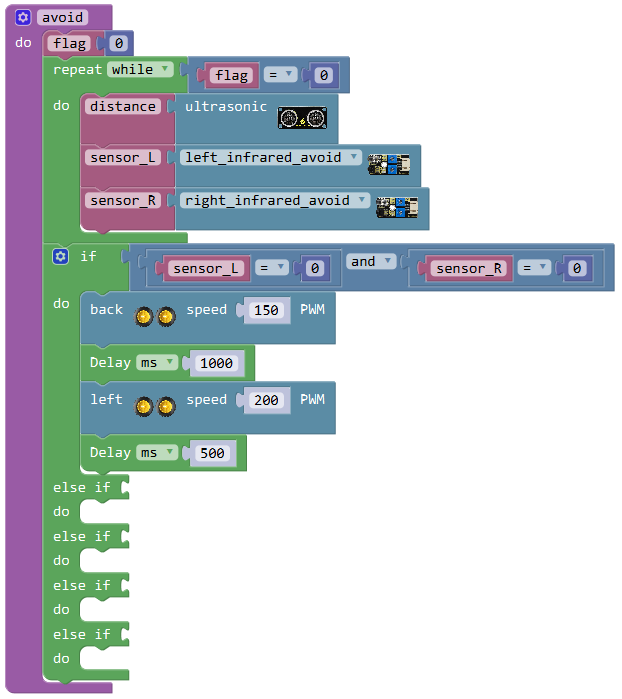 avoid
do flag 0
repeat while flag = 0
do distance ultrasonic
sensor_L left_infrared_avoid
sensor_R right_infrared_avoid
if sensor_L = 0 and sensor_R = 0
do back speed 150 PWM
Delay ms 1000
left speed 200 PWM
Delay ms 500
else if
do
else if
do
else if
do
else if
do